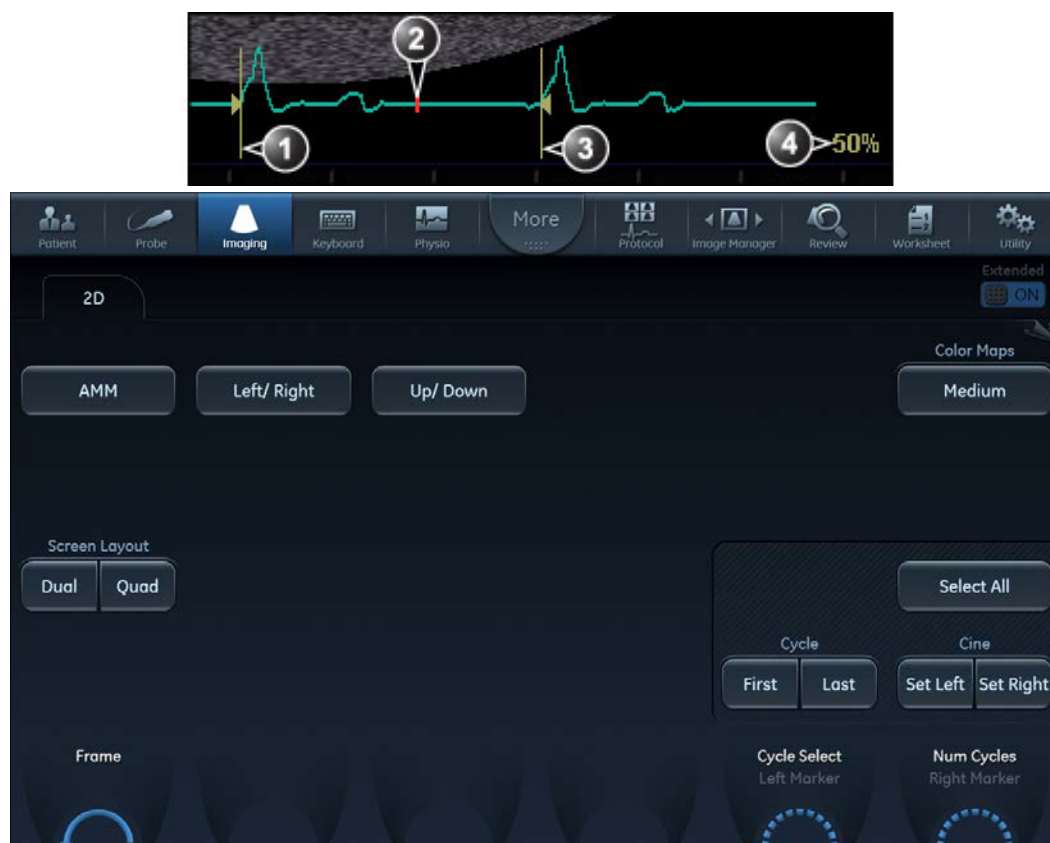 2
1
3
4
50%
Patient
Probe
Imaging
Keyboard
Physio
More
Protocol
Image Manager
Review
Worksheet
Utility
Extended
ON
2D
Color Maps
AMM
Left/ Right
Up/ Down
Medium
Screen Layout
Dual
Quad
Select All
Cycle
Cine
First
Last
Set Left
Set Right
Frame
Cycle Select
Left Marker
Num Cycles
Right Marker